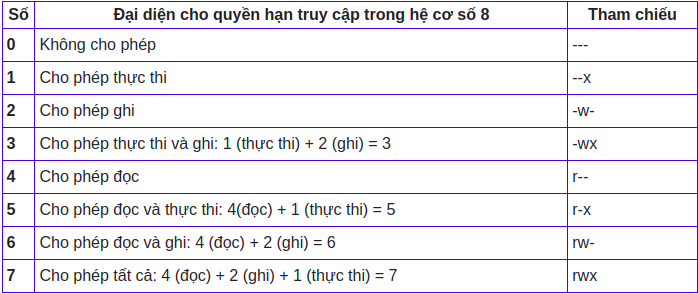 Số Đại diện cho quyền hạn truy cập trong hệ cơ số 8 Tham chiếu
0 Không cho phép ---
1 Cho phép thực thi --x
2 Cho phép ghi -w-
3 Cho phép thực thi và ghi: 1 (thực thi) + 2 (ghi) = 3 -wx
4 Cho phép đọc r--
5 Cho phép đọc và thực thi: 4(đọc) + 1 (thực thi) = 5 r-x
6 Cho phép đọc và ghi: 4 (đọc) + 2 (ghi) = 6 rw-
7 Cho phép tất cả: 4 (đọc) + 2 (ghi) + 1 (thực thi) = 7 rwx